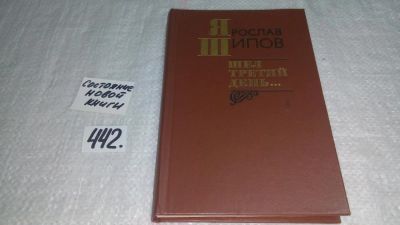 Состояние
новой
книги
442.
ЯРОСЛАВ
ШИПОВ
ШЕЛ
ТРЕТИЙ
ДЕНЬ...